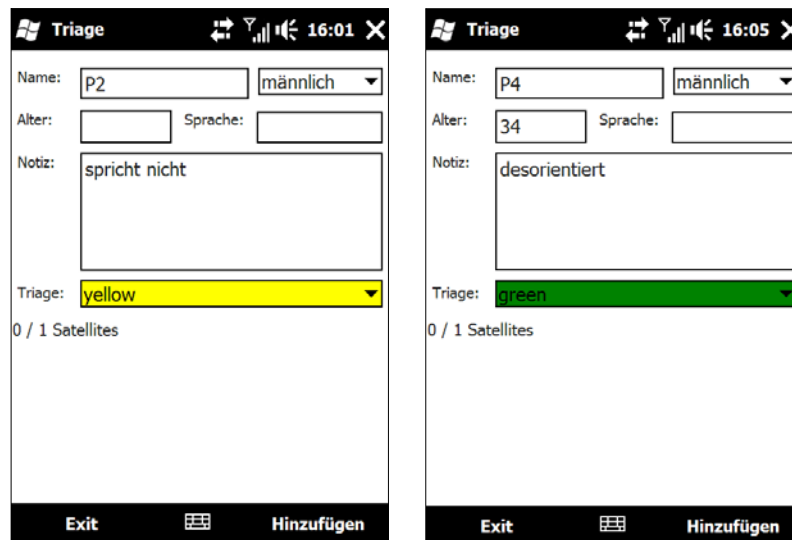 Triage 16:01
Name: P2 männlich
Alter: Sprache:
Notiz: spricht nicht
Triage: yellow
0 / 1 Satellites
Exit Hinzufügen
Triage 16:05
Name: P4 männlich
Alter: 34 Sprache:
Notiz: desorientiert
Triage: green
0 / 1 Satellites
Exit Hinzufügen